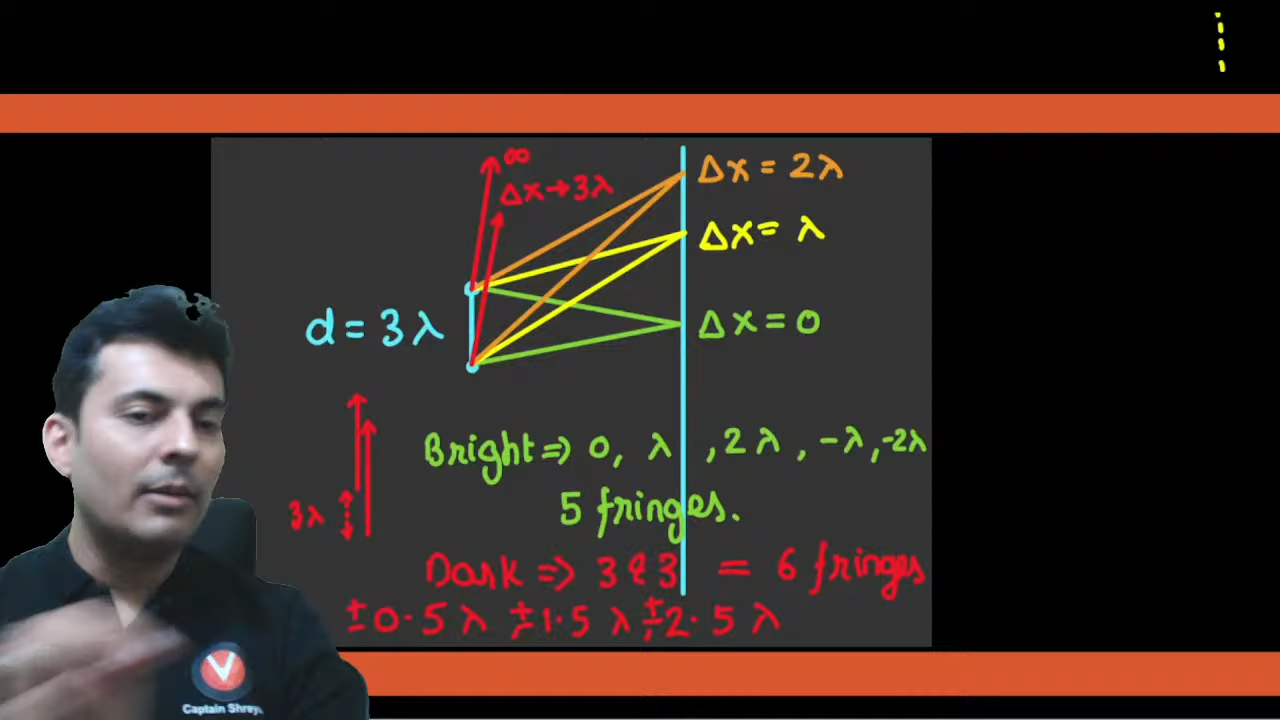 ∞
Δx→3λ
Δx = 2λ
Δx = λ
d = 3λ
Δx = 0
Bright ⇒ 0, λ , 2λ , -λ, -2λ
5 fringes.
3λ
Dark ⇒ 3 & 3 = 6 fringes
±0.5λ ±1.5λ ±2.5λ
V
Captain Shrey